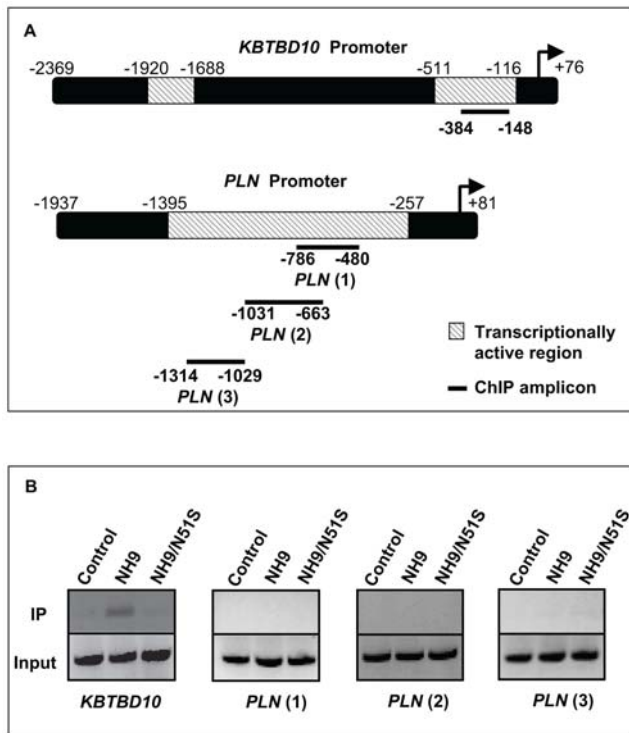 A
KBTBD10 Promoter
-2369 -1920 -1688 -511 -116 +76
-384 -148
PLN Promoter
-1937 -1395 -257 +81
-786 -480
PLN (1)
-1031 -663
PLN (2)
-1314 -1029
PLN (3)
Transcriptionally
active region
ChIP amplicon
B
Control NH9 NH9/N51S Control NH9 NH9/N51S Control NH9 NH9/N51S Control NH9 NH9/N51S
IP
Input
KBTBD10 PLN (1) PLN (2) PLN (3)